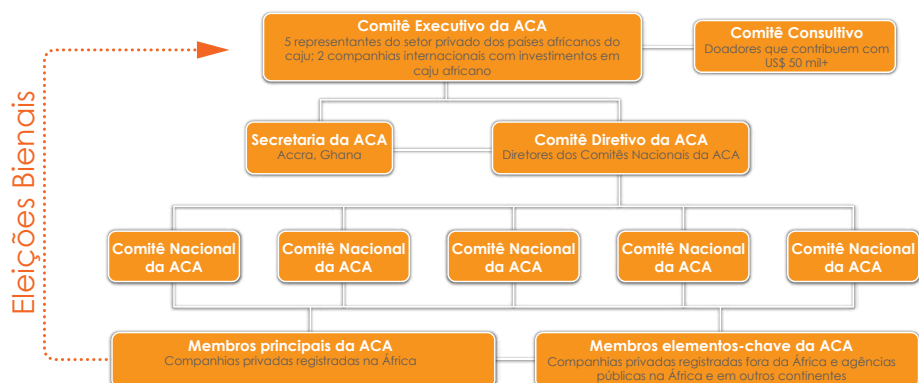 Comitê Executivo da ACA
5 representantes do setor privado dos países africanos do
caju; 2 companhias internacionais com investimentos em
caju africano
Comitê Consultivo
Doadores que contribuem com
US$ 50 mil+
Eleições Bienais
Secretaria da ACA
Accra, Ghana
Comitê Diretivo da ACA
Diretores dos Comitês Nacionais da ACA
Comitê Nacional
da ACA
Comitê Nacional
da ACA
Comitê Nacional
da ACA
Comitê Nacional
da ACA
Comitê Nacional
da ACA
Membros principais da ACA
Companhias privadas registradas na África
Membros elementos-chave da ACA
Companhias privadas registradas fora da África e agências
públicas na África e em outros continentes